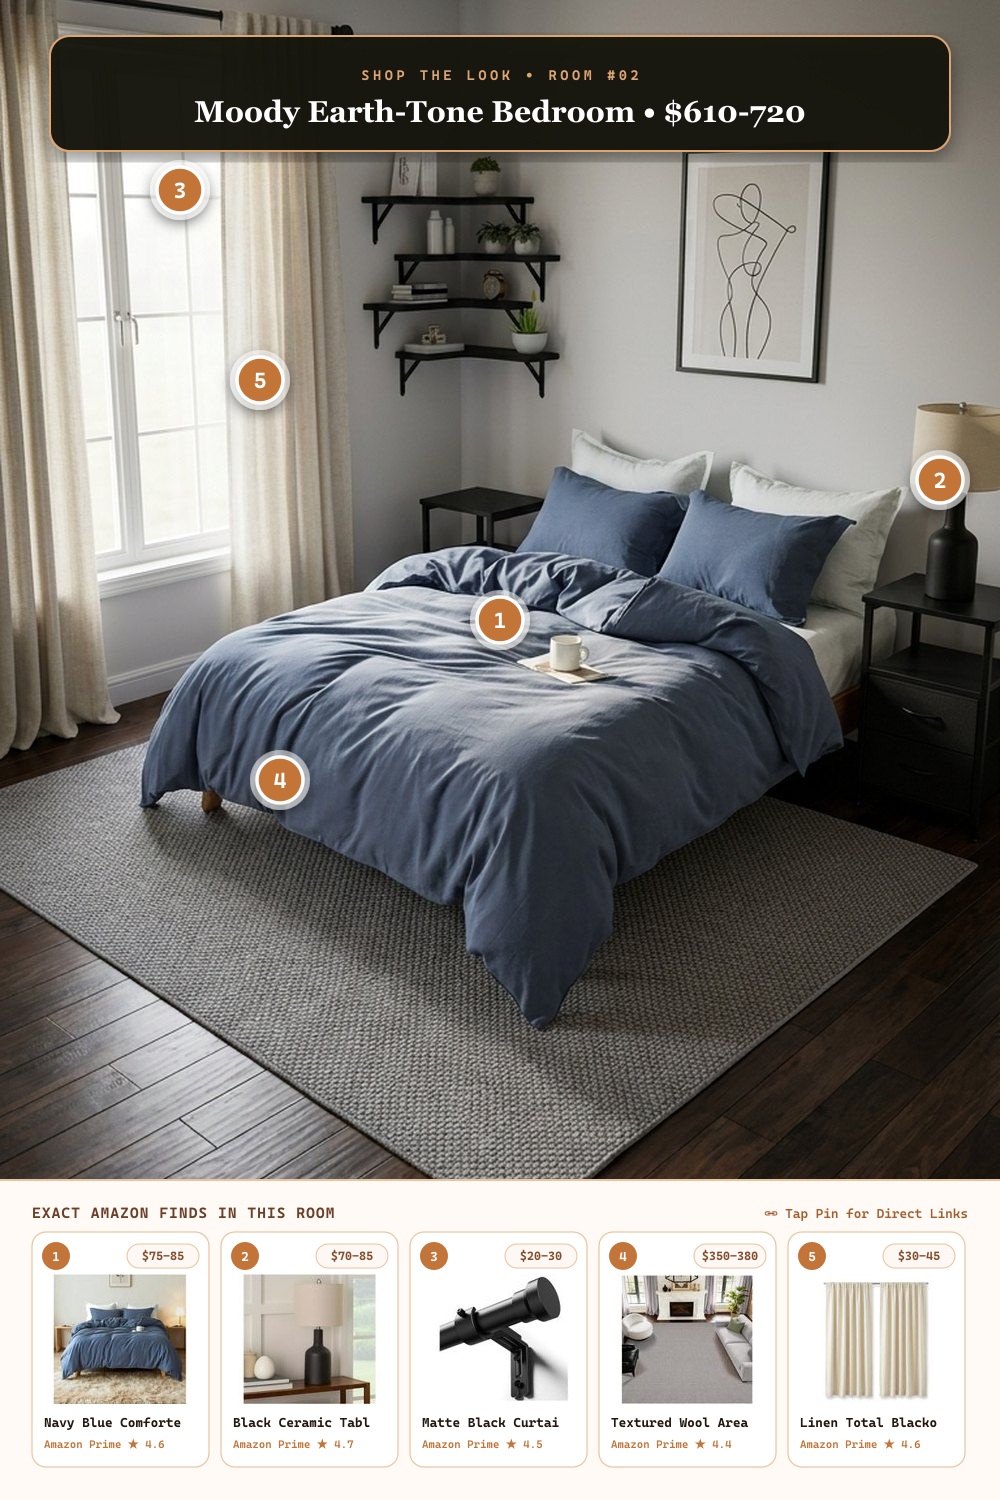 SHOP THE LOOK • ROOM #02
Moody Earth-Tone Bedroom • $610-720
3
5
2
1
4
EXACT AMAZON FINDS IN THIS ROOM
Tap Pin for Direct Links
1
$75-85
Navy Blue Comforte
Amazon Prime ★ 4.6
2
$70-85
Black Ceramic Tabl
Amazon Prime ★ 4.7
3
$20-30
Matte Black Curtai
Amazon Prime ★ 4.5
4
$350-380
Textured Wool Area
Amazon Prime ★ 4.4
5
$30-45
Linen Total Blacko
Amazon Prime ★ 4.6